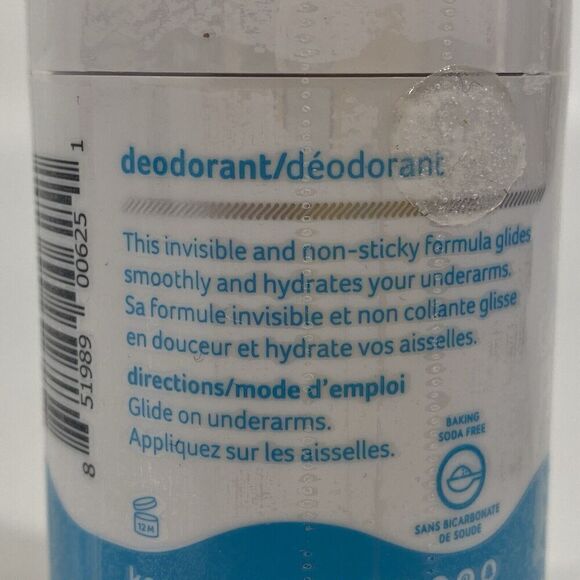 deodorant/déodorant
This invisible and non-sticky formula glides
smoothly and hydrates your underarms.
Sa formule invisible et non collante glisse
en douceur et hydrate vos aisselles.
directions/mode d'emploi
Glide on underarms.
Appliquez sur les aisselles.
BAKING
SODA FREE
SANS BICARBONATE
DE SOUDE
12M
8 51989 00625 1